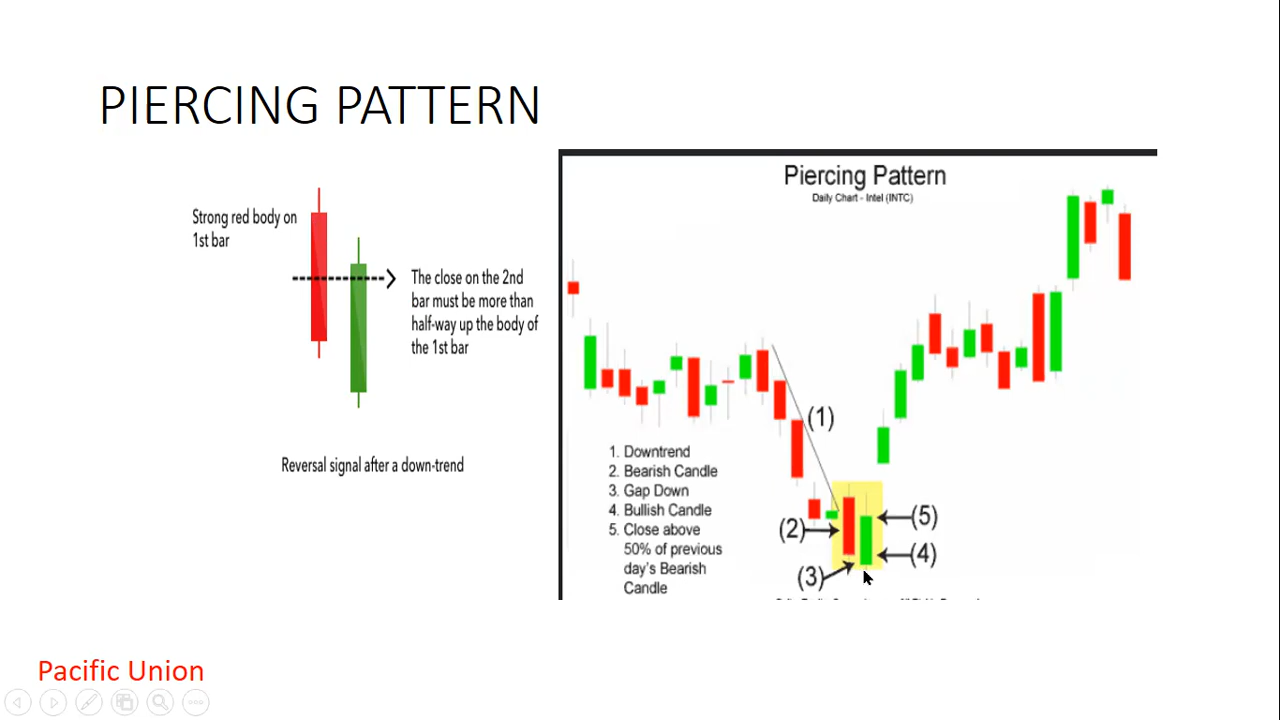 PIERCING PATTERN
Strong red body on
1st bar
The close on the 2nd
bar must be more than
half-way up the body of
the 1st bar
Reversal signal after a down-trend
Piercing Pattern
Daily Chart - Intel (INTC)
(1)
1. Downtrend
2. Bearish Candle
3. Gap Down
4. Bullish Candle
5. Close above
50% of previous
day's Bearish
Candle
(2)
(3)
(5)
(4)
Pacific Union